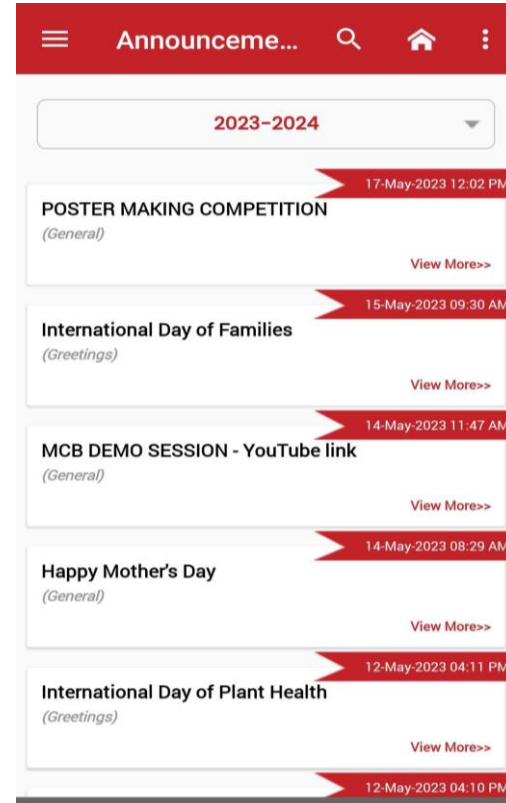 Announceme...
2023-2024
17-May-2023 12:02 PM
POSTER MAKING COMPETITION
(General)
View More>>
15-May-2023 09:30 AM
International Day of Families
(Greetings)
View More>>
14-May-2023 11:47 AM
MCB DEMO SESSION - YouTube link
(General)
View More>>
14-May-2023 08:29 AM
Happy Mother's Day
(General)
View More>>
12-May-2023 04:11 PM
International Day of Plant Health
(Greetings)
View More>>
12-May-2023 04:10 PM